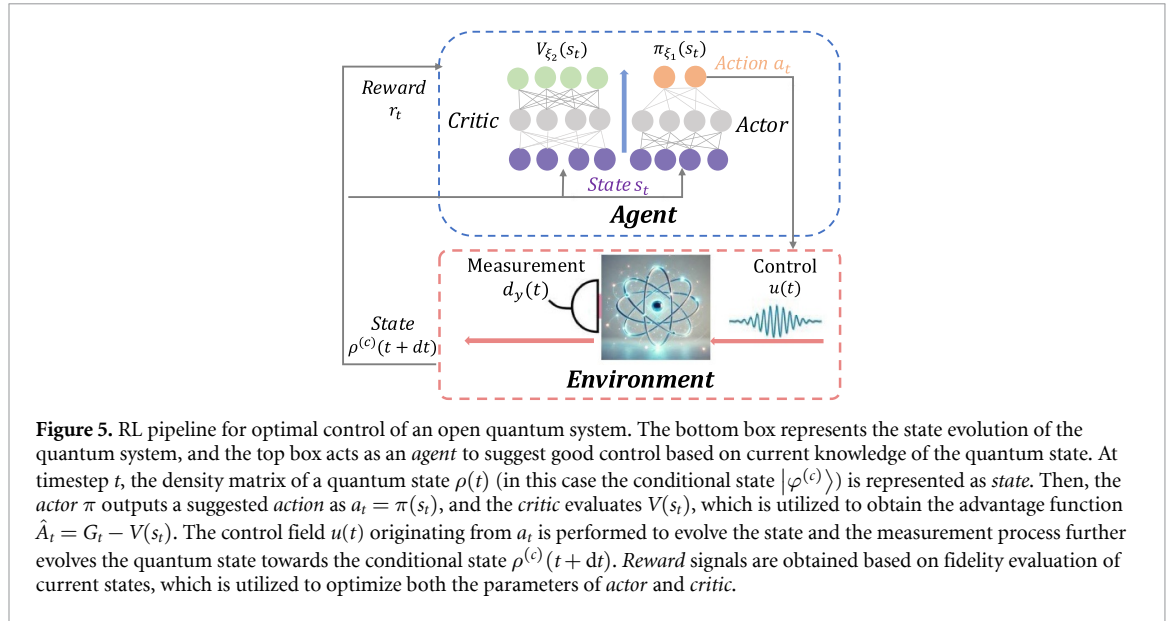 V_{ξ_2}(s_t)
π_{ξ_1}(s_t)
Action a_t
Reward
r_t
Critic
Actor
State s_t
Agent
Measurement
d_y(t)
Control
u(t)
State
ρ^{(c)}(t + dt)
Environment
Figure 5. RL pipeline for optimal control of an open quantum system. The bottom box represents the state evolution of the
quantum system, and the top box acts as an agent to suggest good control based on current knowledge of the quantum state. At
timestep t, the density matrix of a quantum state ρ(t) (in this case the conditional state |φ^{(c)}⟩) is represented as state. Then, the
actor π outputs a suggested action as a_t = π(s_t), and the critic evaluates V(s_t), which is utilized to obtain the advantage function
Â_t = G_t − V(s_t). The control field u(t) originating from a_t is performed to evolve the state and the measurement process further
evolves the quantum state towards the conditional state ρ^{(c)}(t + dt). Reward signals are obtained based on fidelity evaluation of
current states, which is utilized to optimize both the parameters of actor and critic.